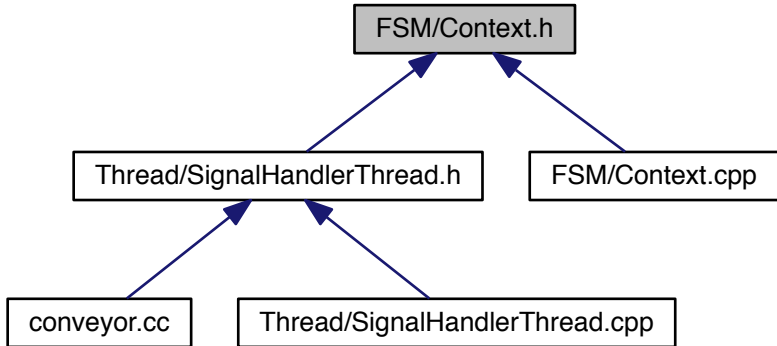 FSM/Context.h
Thread/SignalHandlerThread.h
FSM/Context.cpp
conveyor.cc
Thread/SignalHandlerThread.cpp